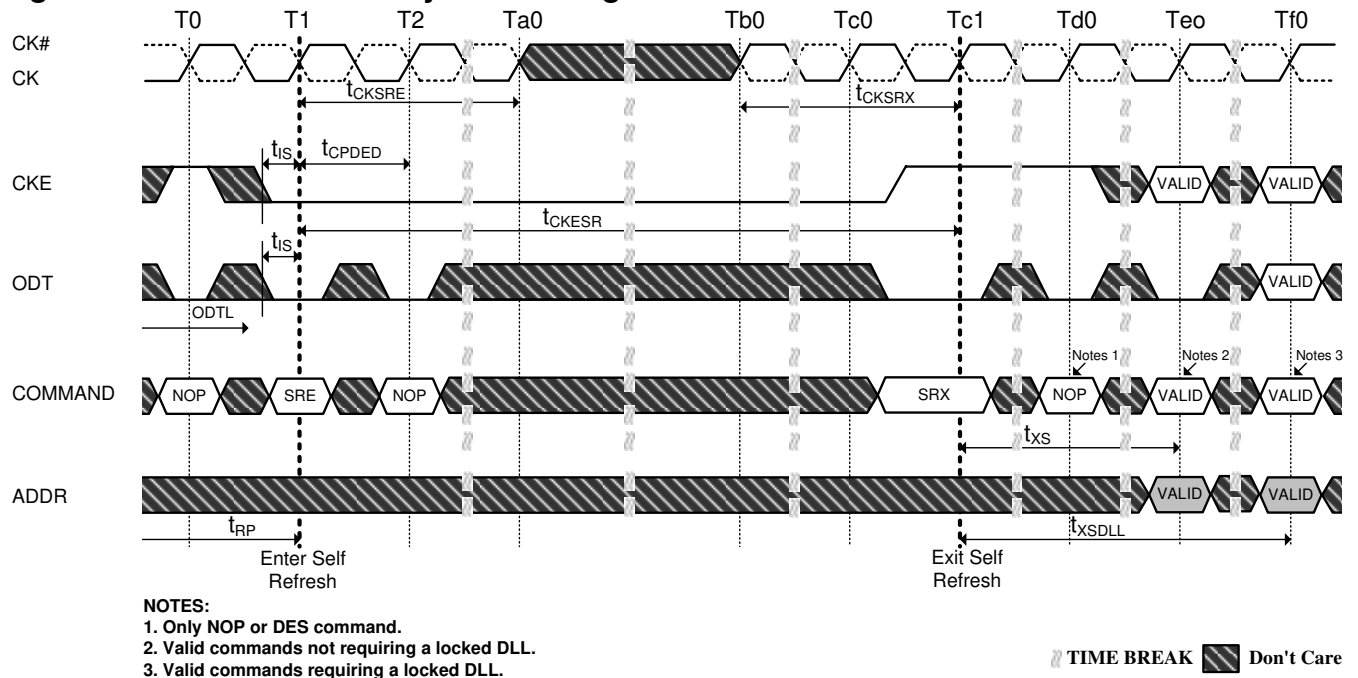 T0 T1 T2 Ta0 Tb0 Tc0 Tc1 Td0 Teo Tf0
CK#
CK
tCKSRE tCKSRX
tIS tCPDED
CKE VALID VALID
tCKESR
tIS
ODT VALID
ODTL
Notes 1 Notes 2 Notes 3
COMMAND NOP SRE NOP SRX NOP VALID VALID
tXS
ADDR VALID VALID
tRP tXSDLL
Enter Self Refresh
Exit Self Refresh
NOTES:
1. Only NOP or DES command.
2. Valid commands not requiring a locked DLL.
3. Valid commands requiring a locked DLL.
TIME BREAK Don't Care